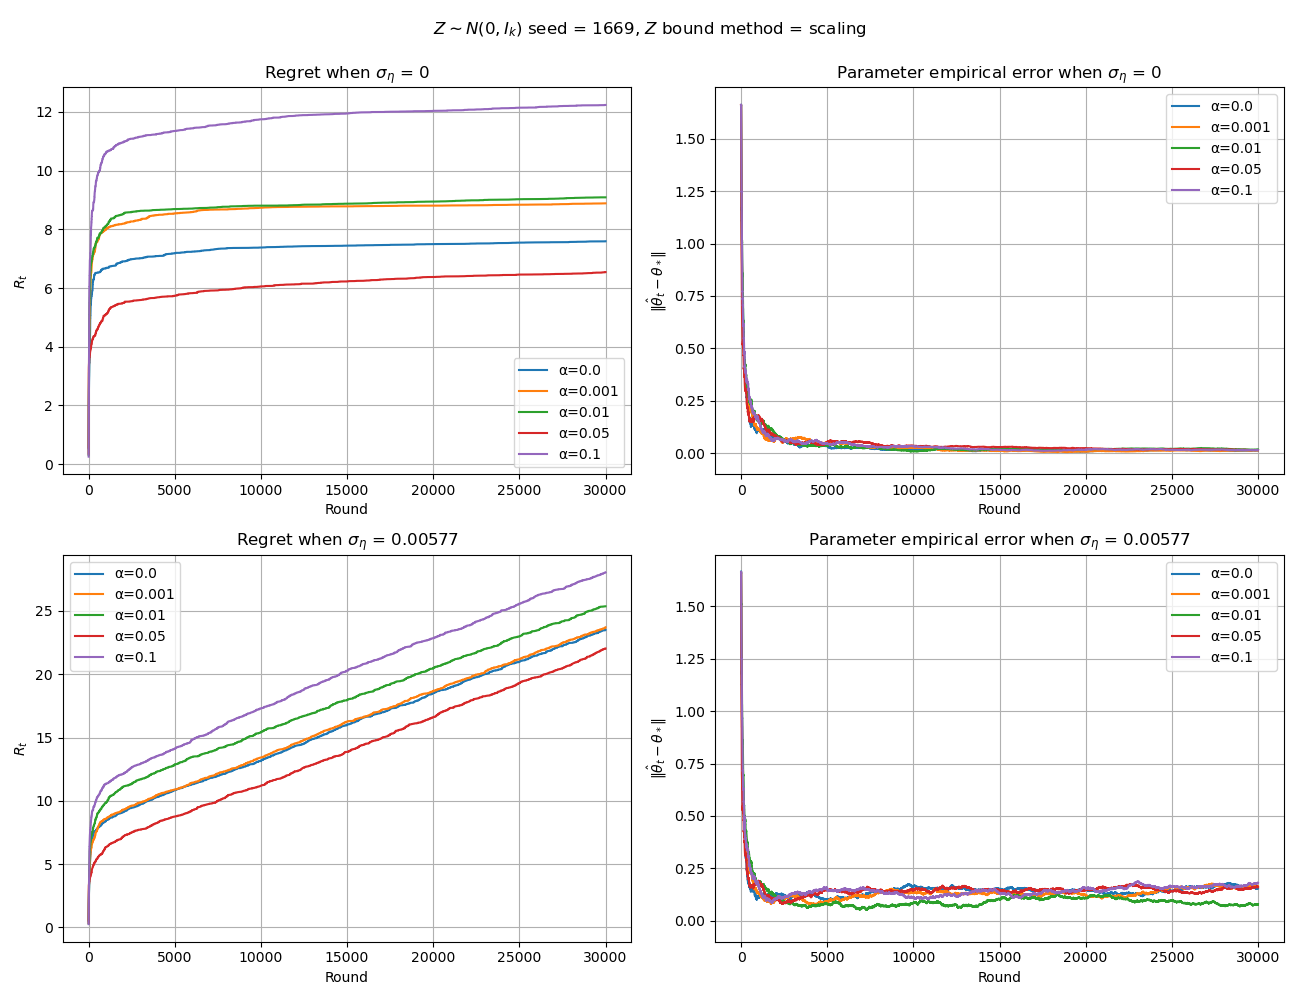 Z ~ N(0, I_k) seed = 1669, Z bound method = scaling
Regret when σ_η = 0
R_t
12
10
8
6
4
2
0
0 5000 10000 15000 20000 25000 30000
Round
α=0.0
α=0.001
α=0.01
α=0.05
α=0.1
Parameter empirical error when σ_η = 0
‖θ̂_t − θ_*‖
1.50
1.25
1.00
0.75
0.50
0.25
0.00
0 5000 10000 15000 20000 25000 30000
Round
α=0.0
α=0.001
α=0.01
α=0.05
α=0.1
Regret when σ_η = 0.00577
R_t
25
20
15
10
5
0
0 5000 10000 15000 20000 25000 30000
Round
α=0.0
α=0.001
α=0.01
α=0.05
α=0.1
Parameter empirical error when σ_η = 0.00577
‖θ̂_t − θ_*‖
1.50
1.25
1.00
0.75
0.50
0.25
0.00
0 5000 10000 15000 20000 25000 30000
Round
α=0.0
α=0.001
α=0.01
α=0.05
α=0.1